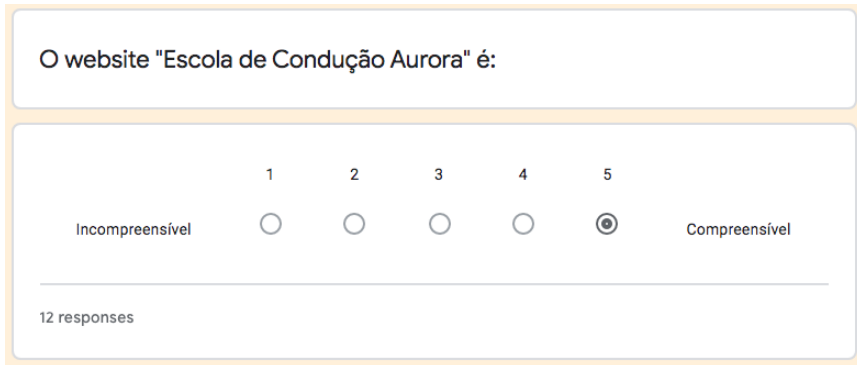 O website "Escola de Condução Aurora" é:
1 2 3 4 5
Incompreensível Compreensível
12 responses